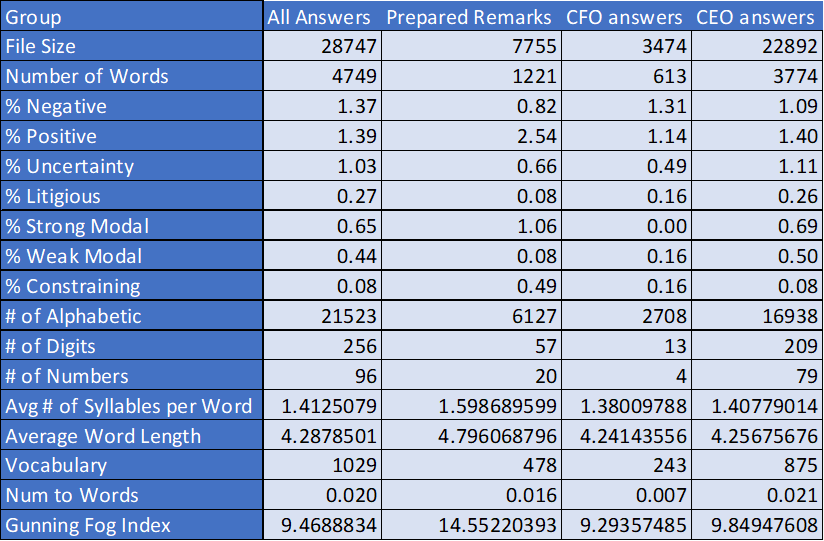 Group All Answers Prepared Remarks CFO answers CEO answers
File Size 28747 7755 3474 22892
Number of Words 4749 1221 613 3774
% Negative 1.37 0.82 1.31 1.09
% Positive 1.39 2.54 1.14 1.40
% Uncertainty 1.03 0.66 0.49 1.11
% Litigious 0.27 0.08 0.16 0.26
% Strong Modal 0.65 1.06 0.00 0.69
% Weak Modal 0.44 0.08 0.16 0.50
% Constraining 0.08 0.49 0.16 0.08
# of Alphabetic 21523 6127 2708 16938
# of Digits 256 57 13 209
# of Numbers 96 20 4 79
Avg # of Syllables per Word 1.4125079 1.598689599 1.38009788 1.40779014
Average Word Length 4.2878501 4.796068796 4.24143556 4.25675676
Vocabulary 1029 478 243 875
Num to Words 0.020 0.016 0.007 0.021
Gunning Fog Index 9.4688834 14.55220393 9.29357485 9.84947608